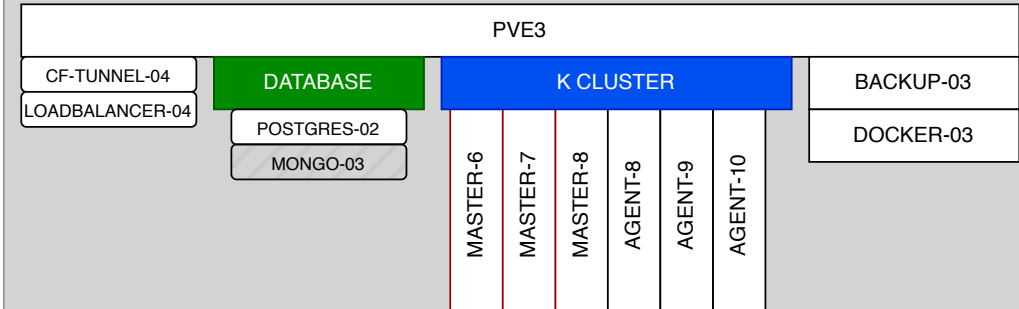 PVE3
CF-TUNNEL-04
LOADBALANCER-04
DATABASE
POSTGRES-02
MONGO-03
K CLUSTER
MASTER-6
MASTER-7
MASTER-8
AGENT-8
AGENT-9
AGENT-10
BACKUP-03
DOCKER-03